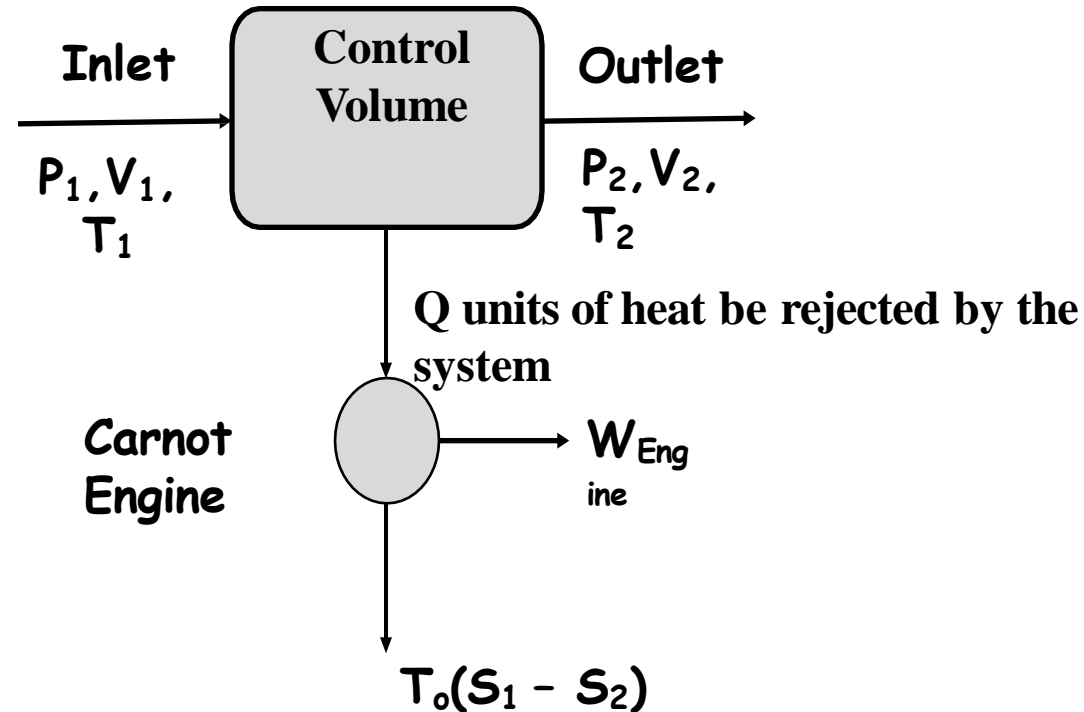 Inlet
Control
Volume
Outlet
P₁,V₁,
T₁
P₂,V₂,
T₂
Q units of heat be rejected by the
system
Carnot
Engine
W_Eng
ine
Tₒ(S₁ – S₂)